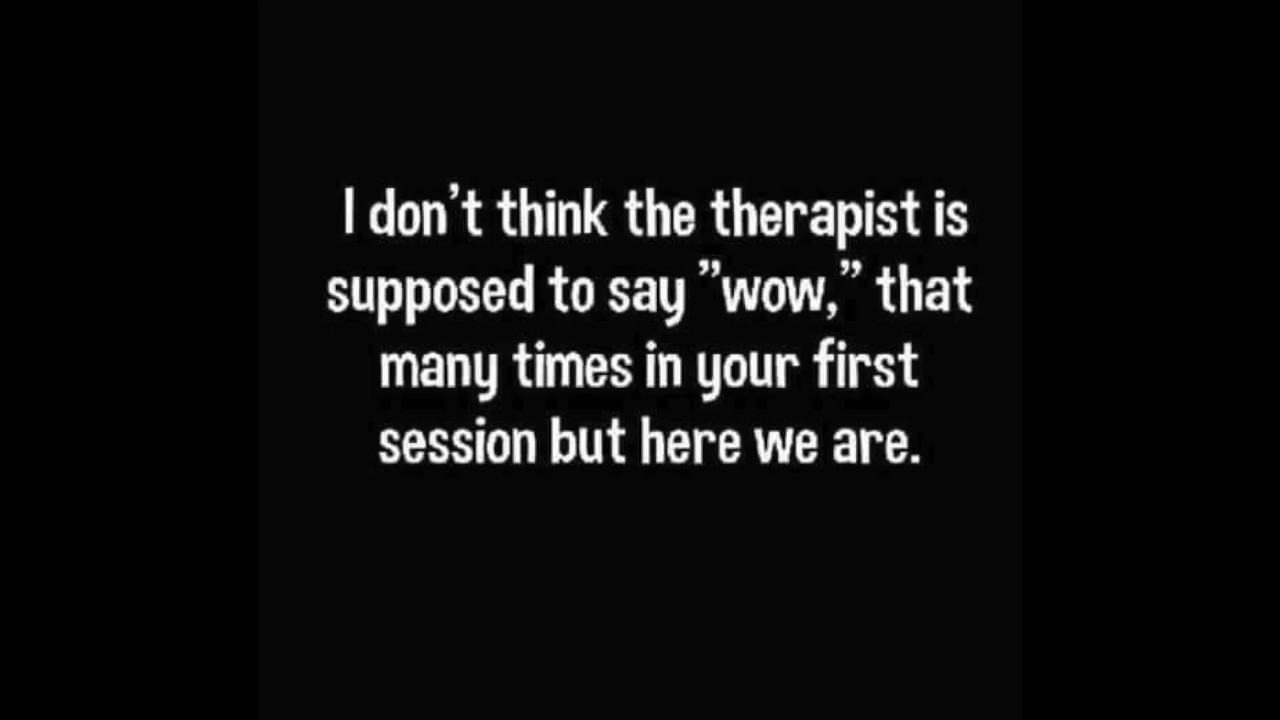 I don’t think the therapist is
supposed to say ”wow,” that
many times in your first
session but here we are.